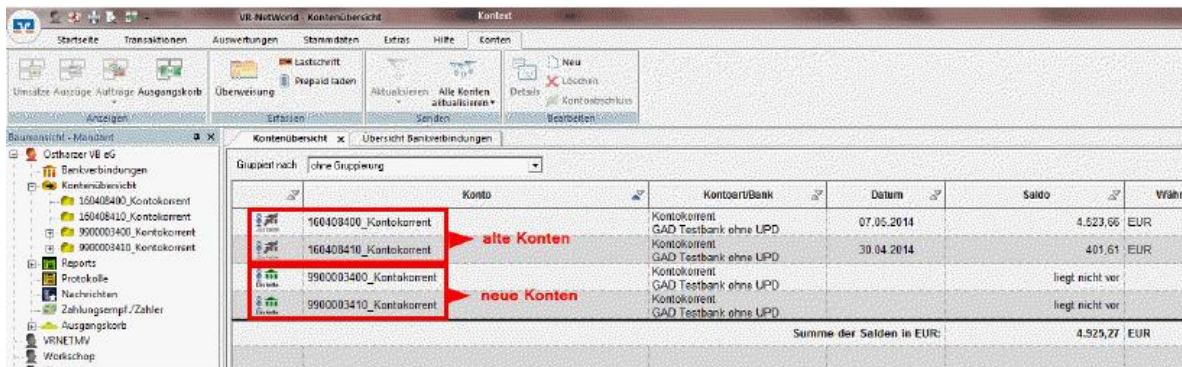 VR-NetWorld - Kontenübersicht
Kontext
Startseite Transaktionen Auswertungen Stammdaten Extras Hilfe Konten
Umsätze Auszüge Aufträge Ausgangskorb
Anzeigen
Überweisung
Lastschrift
Prepaid laden
Erfassen
Aktualisieren
Alle Konten
aktualisieren
Senden
Details
Neu
Löschen
Kontoabschluss
Bearbeiten
Baumansicht - Mandant
Ostharzer VB eG
Bankverbindungen
Kontenübersicht
160408400_Kontokorrent
160408410_Kontokorrent
9900003400_Kontokorrent
9900003410_Kontokorrent
Reports
Protokolle
Nachrichten
Zahlungsempf./Zahler
Ausgangskorb
VRNETMV
Workschop
Kontenübersicht x Übersicht Bankverbindungen
Gruppiert nach ohne Gruppierung
Konto Kontoart/Bank Datum Saldo Währ
160408400_Kontokorrent Kontokorrent 07.05.2014 4.523,66 EUR
GAD Testbank ohne UPD
160408410_Kontokorrent Kontokorrent 30.04.2014 401,61 EUR
GAD Testbank ohne UPD
9900003400_Kontokorrent Kontokorrent liegt nicht vor
GAD Testbank ohne UPD
9900003410_Kontokorrent Kontokorrent liegt nicht vor
GAD Testbank ohne UPD
alte Konten
neue Konten
Summe der Salden in EUR: 4.925,27 EUR